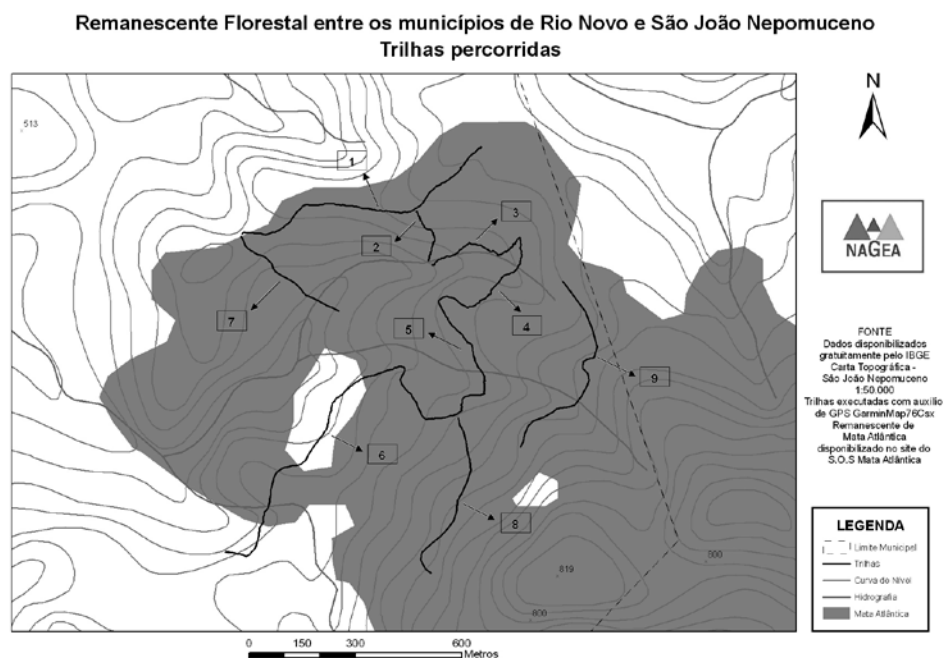 Remanescente Florestal entre os municípios de Rio Novo e São João Nepomuceno
Trilhas percorridas
N
513
1
3
2
7
5
4
9
6
8
819
800
600
NAGEA
FONTE
Dados disponibilizados
gratuitamente pelo IBGE
Carta Topográfica -
São João Nepomuceno
1:50.000
Trilhas executadas com auxilio
de GPS GarminMap76Csx
Remanescente de
Mata Atlântica
disponibilizado no site do
S.O.S Mata Atlântica
LEGENDA
Limite Municipal
Trilhas
Curva de Nível
Hidrografia
Mata Atlântica
0 150 300 600
Metros